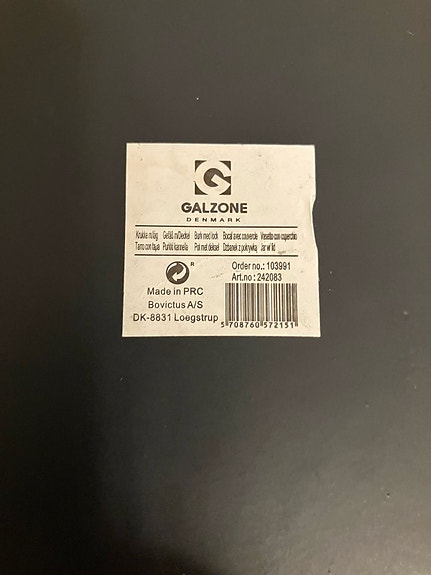 G
GALZONE
DENMARK
Krukke m/låg Gefäß m/Deckel Burk med lock Bocal avec couvercle Vasetto con coperchio
Tarro con tapa Purkki kannella Pot met deksel Dzbanek z pokrywką Jar w/ lid
R
Order no.: 103991
Art.no : 242083
Made in PRC
Bovictus A/S
DK-8831 Loegstrup
5 708760 572151